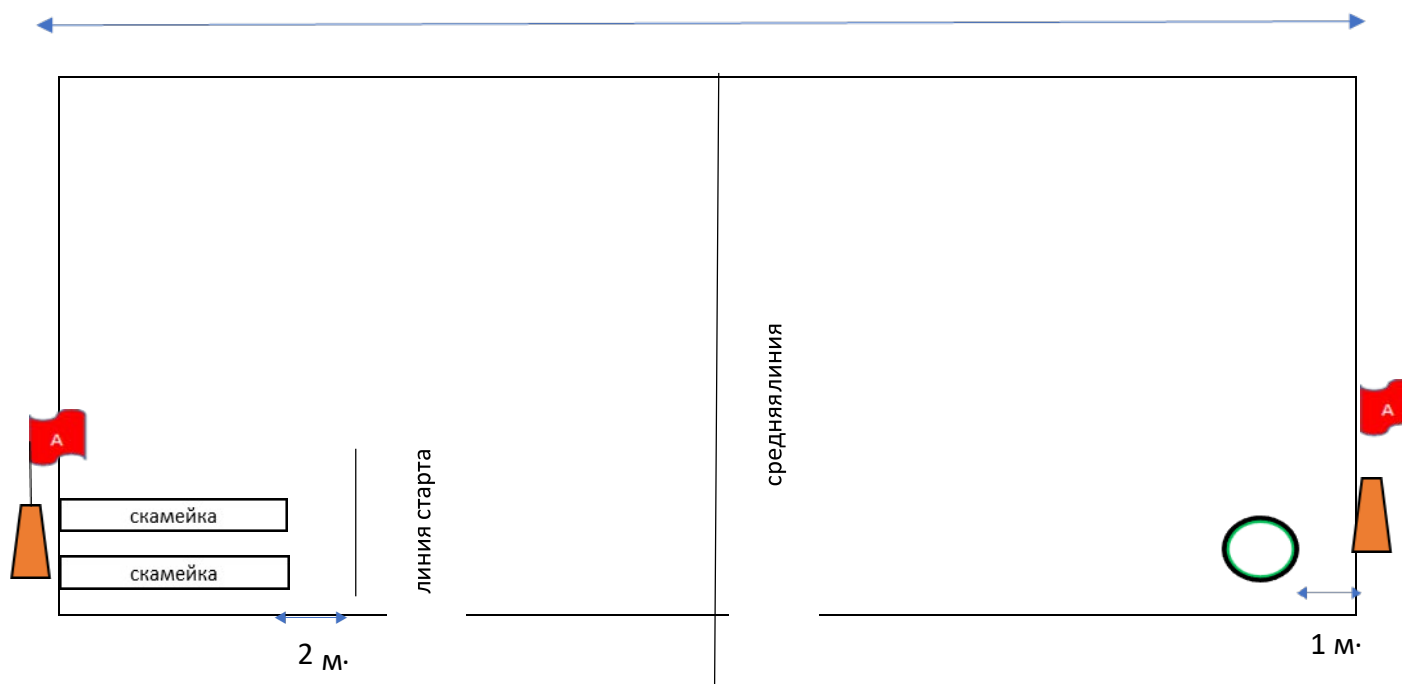 средняялиния
А
А
линия старта
скамейка
скамейка
2 м.
1 м.